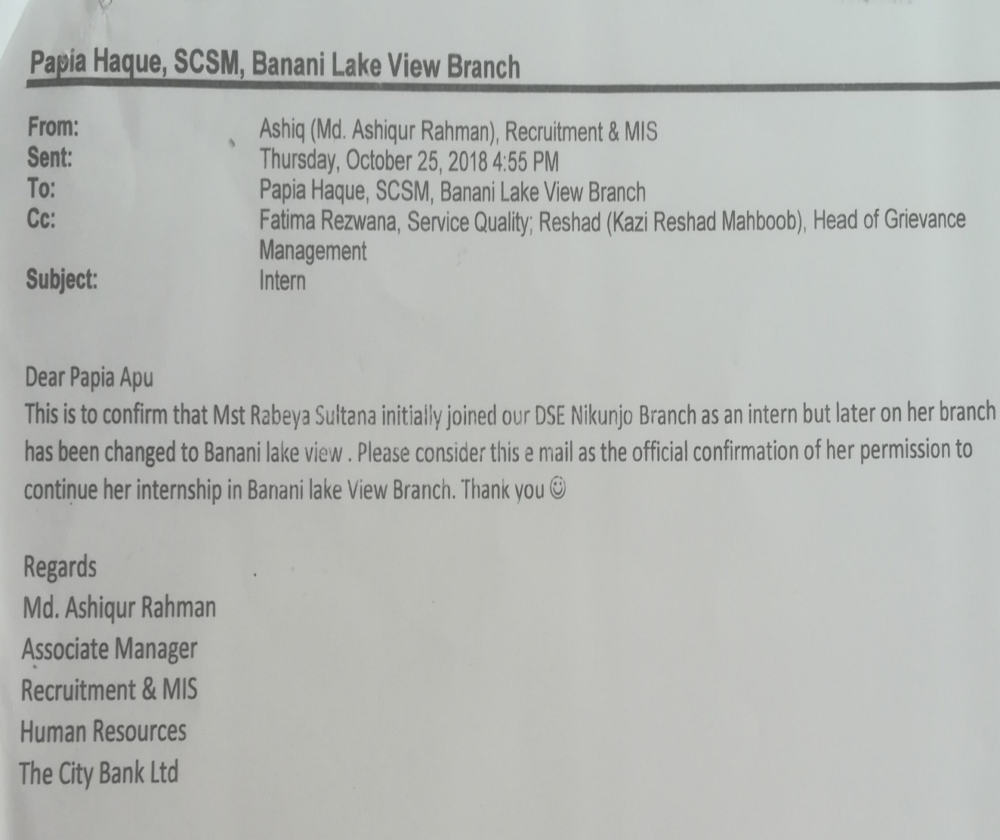 Papia Haque, SCSM, Banani Lake View Branch
From: Ashiq (Md. Ashiqur Rahman), Recruitment & MIS
Sent: Thursday, October 25, 2018 4:55 PM
To: Papia Haque, SCSM, Banani Lake View Branch
Cc: Fatima Rezwana, Service Quality; Reshad (Kazi Reshad Mahboob), Head of Grievance
Management
Subject: Intern
Dear Papia Apu
This is to confirm that Mst Rabeya Sultana initially joined our DSE Nikunjo Branch as an intern but later on her branch
has been changed to Banani lake view . Please consider this e mail as the official confirmation of her permission to
continue her internship in Banani lake View Branch. Thank you ☺
Regards
Md. Ashiqur Rahman
Associate Manager
Recruitment & MIS
Human Resources
The City Bank Ltd